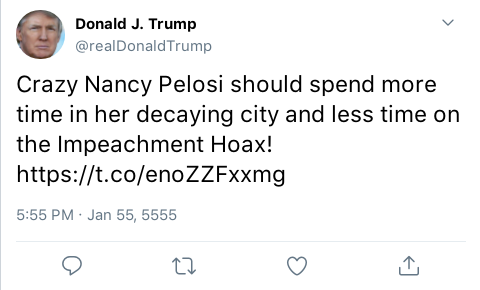 Donald J. Trump
@realDonaldTrump
Crazy Nancy Pelosi should spend more
time in her decaying city and less time on
the Impeachment Hoax!
https://t.co/enoZZFxxmg
5:55 PM · Jan 55, 5555